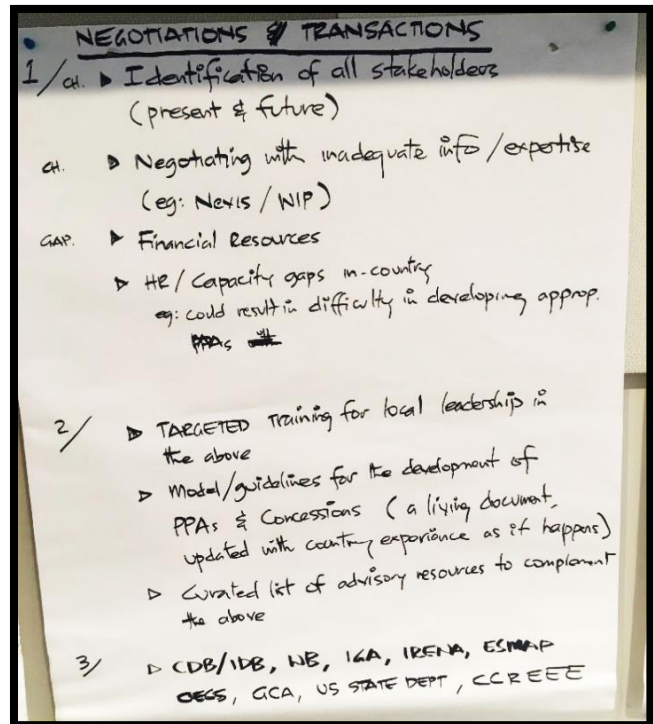 NEGOTIATIONS & TRANSACTIONS
1/ CH. ▷ Identification of all stakeholders
(present & future)
CH. ▷ Negotiating with inadequate info/expertise
(eg: Nexis / WIP)
GAP. ▷ Financial Resources
▷ HR / Capacity gaps in-country
eg: could result in difficulty in developing approp.
PPAs
2/ ▷ TARGETED training for local leadership in
the above
▷ Model/guidelines for the development of
PPAs & Concessions (a living document,
updated with country experience as it happens)
▷ Curated list of advisory resources to complement
the above
3/ ▷ CDB/IDB, WB, IGA, IRENA, ESMAP
OECS, GCA, US STATE DEPT, CCREEE